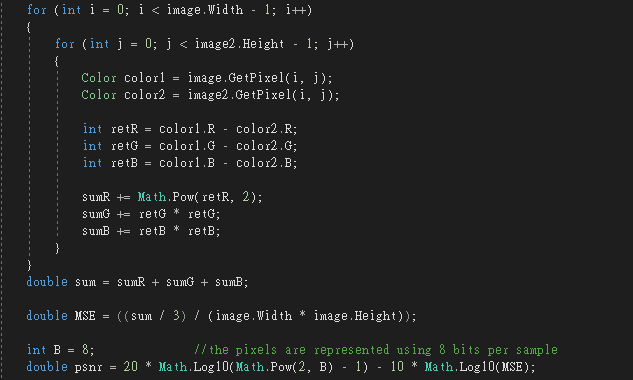 for (int i = 0; i < image.Width - 1; i++)
{
for (int j = 0; j < image2.Height - 1; j++)
{
Color color1 = image.GetPixel(i, j);
Color color2 = image2.GetPixel(i, j);
int retR = color1.R - color2.R;
int retG = color1.G - color2.G;
int retB = color1.B - color2.B;
sumR += Math.Pow(retR, 2);
sumG += retG * retG;
sumB += retB * retB;
}
}
double sum = sumR + sumG + sumB;
double MSE = ((sum / 3) / (image.Width * image.Height));
int B = 8; //the pixels are represented using 8 bits per sample
double psnr = 20 * Math.Log10(Math.Pow(2, B) - 1) - 10 * Math.Log10(MSE);